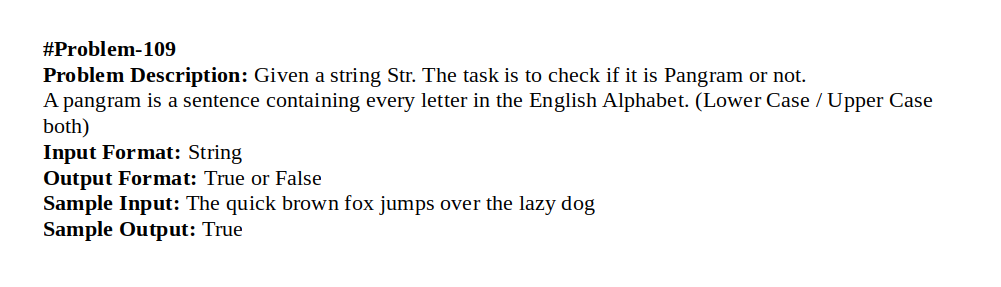 #Problem-109
Problem Description: Given a string Str. The task is to check if it is Pangram or not.
A pangram is a sentence containing every letter in the English Alphabet. (Lower Case / Upper Case
both)
Input Format: String
Output Format: True or False
Sample Input: The quick brown fox jumps over the lazy dog
Sample Output: True